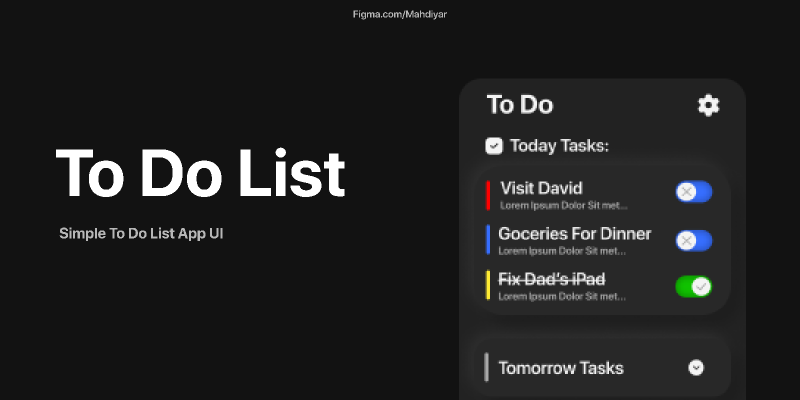 Figma.com/Mahdiyar
To Do List
Simple To Do List App UI
To Do
Today Tasks:
Visit David
Lorem Ipsum Dolor Sit met...
Goceries For Dinner
Lorem Ipsum Dolor Sit met...
Fix Dad's iPad
Lorem Ipsum Dolor Sit met...
Tomorrow Tasks